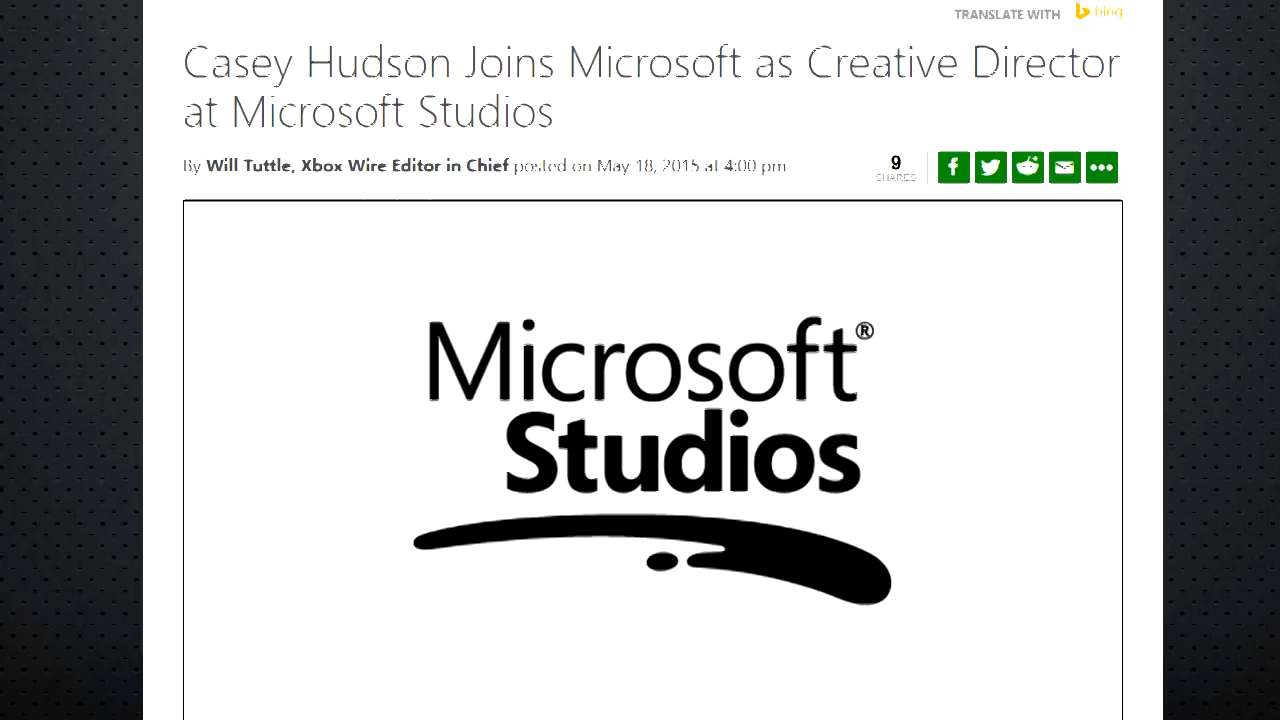 TRANSLATE WITH bing
Casey Hudson Joins Microsoft as Creative Director
at Microsoft Studios
By Will Tuttle, Xbox Wire Editor in Chief posted on May 18, 2015 at 4:00 pm
9
SHARES
Microsoft®
Studios